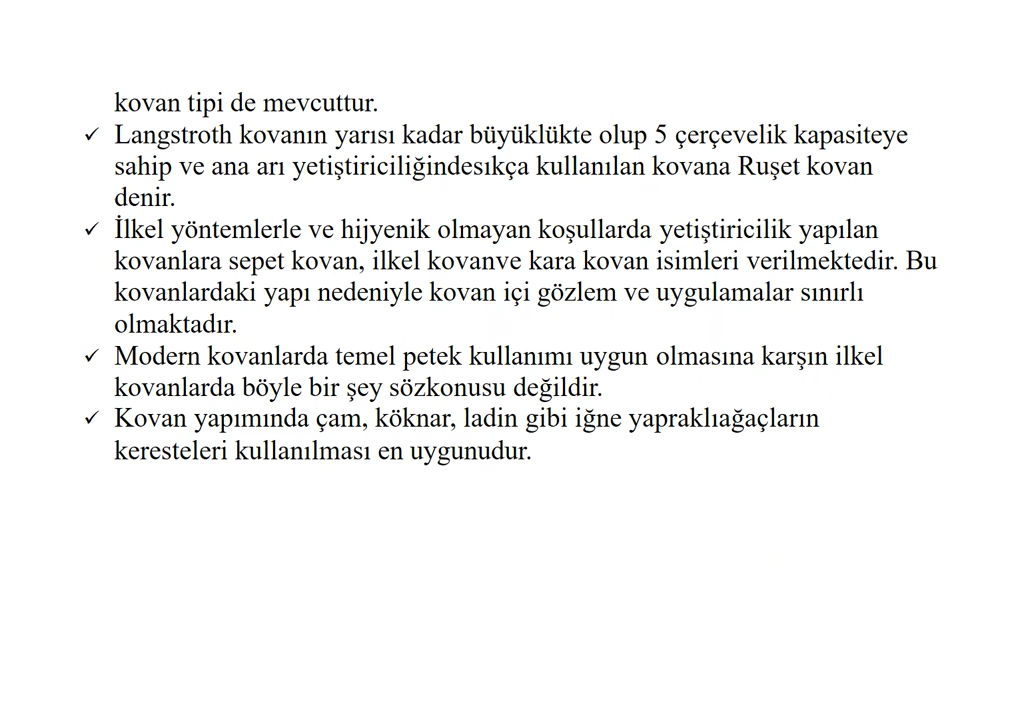 kovan tipi de mevcuttur.
✓ Langstroth kovanın yarısı kadar büyüklükte olup 5 çerçevelik kapasiteye
sahip ve ana arı yetiştiriciliğindesıkça kullanılan kovana Ruşet kovan
denir.
✓ İlkel yöntemlerle ve hijyenik olmayan koşullarda yetiştiricilik yapılan
kovanlara sepet kovan, ilkel kovanve kara kovan isimleri verilmektedir. Bu
kovanlardaki yapı nedeniyle kovan içi gözlem ve uygulamalar sınırlı
olmaktadır.
✓ Modern kovanlarda temel petek kullanımı uygun olmasına karşın ilkel
kovanlarda böyle bir şey sözkonusu değildir.
✓ Kovan yapımında çam, köknar, ladin gibi iğne yapraklıağaçların
keresteleri kullanılması en uygunudur.